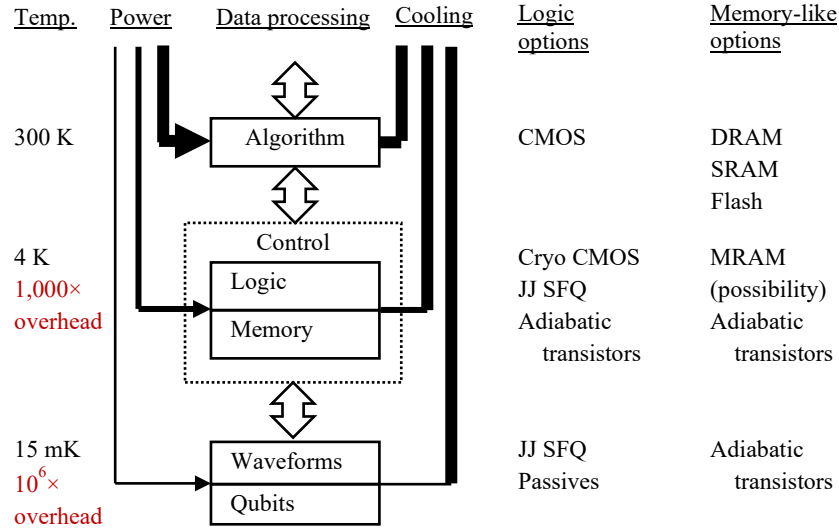 Temp. Power Data processing Cooling Logic options Memory-like options
300 K Algorithm CMOS DRAM
SRAM
Flash
Control
4 K Cryo CMOS MRAM
1,000× Logic JJ SFQ (possibility)
overhead Memory Adiabatic Adiabatic
transistors transistors
15 mK Waveforms JJ SFQ Adiabatic
10⁶× Qubits Passives transistors
overhead